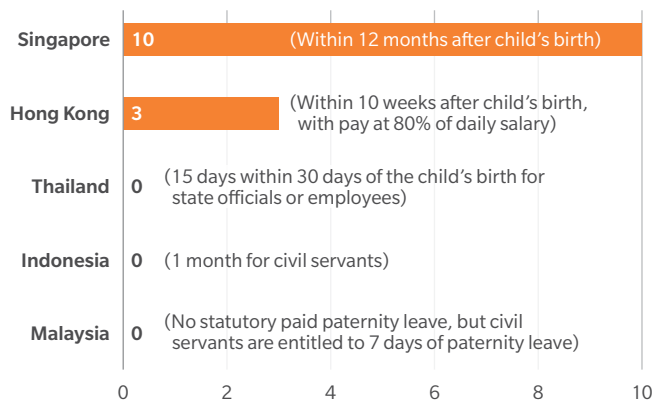 Singapore 10 (Within 12 months after child’s birth)
Hong Kong 3 (Within 10 weeks after child’s birth,
with pay at 80% of daily salary)
Thailand 0 (15 days within 30 days of the child’s birth for
state officials or employees)
Indonesia 0 (1 month for civil servants)
Malaysia 0 (No statutory paid paternity leave, but civil
servants are entitled to 7 days of paternity leave)
0 2 4 6 8 10